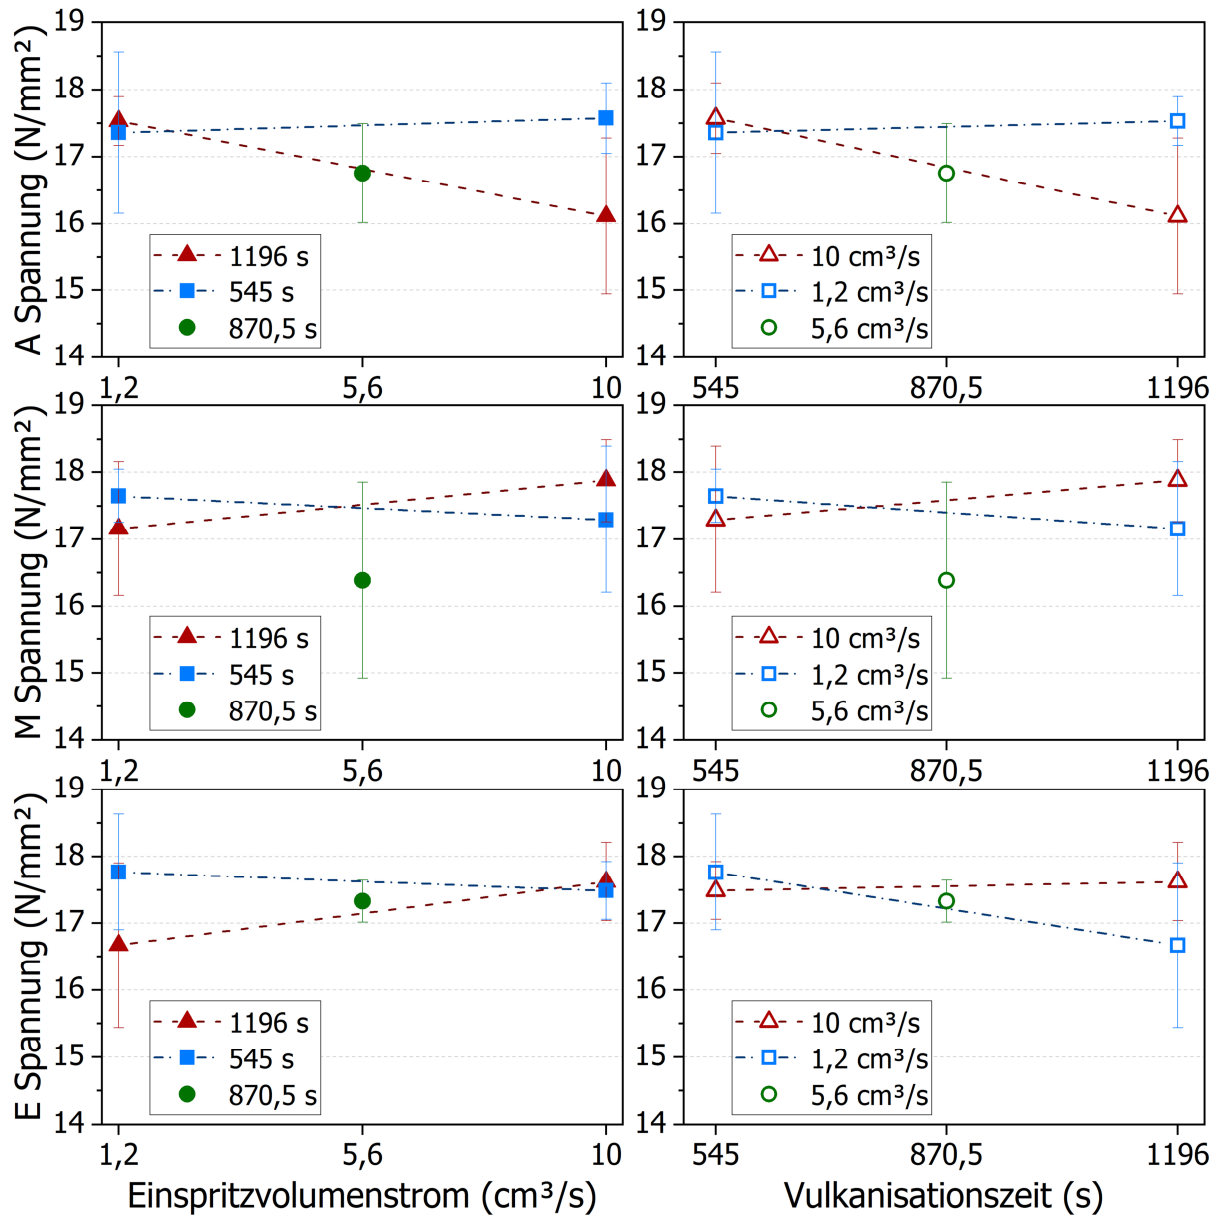 A Spannung (N/mm²)
19
18
17
16
15
14
1196 s
545 s
870,5 s
1,2
5,6
10
19
18
17
16
15
14
10 cm³/s
1,2 cm³/s
5,6 cm³/s
545
870,5
1196
M Spannung (N/mm²)
19
18
17
16
15
14
1196 s
545 s
870,5 s
1,2
5,6
10
19
18
17
16
15
14
10 cm³/s
1,2 cm³/s
5,6 cm³/s
545
870,5
1196
E Spannung (N/mm²)
19
18
17
16
15
14
1196 s
545 s
870,5 s
1,2
5,6
10
Einspritzvolumenstrom (cm³/s)
19
18
17
16
15
14
10 cm³/s
1,2 cm³/s
5,6 cm³/s
545
870,5
1196
Vulkanisationszeit (s)